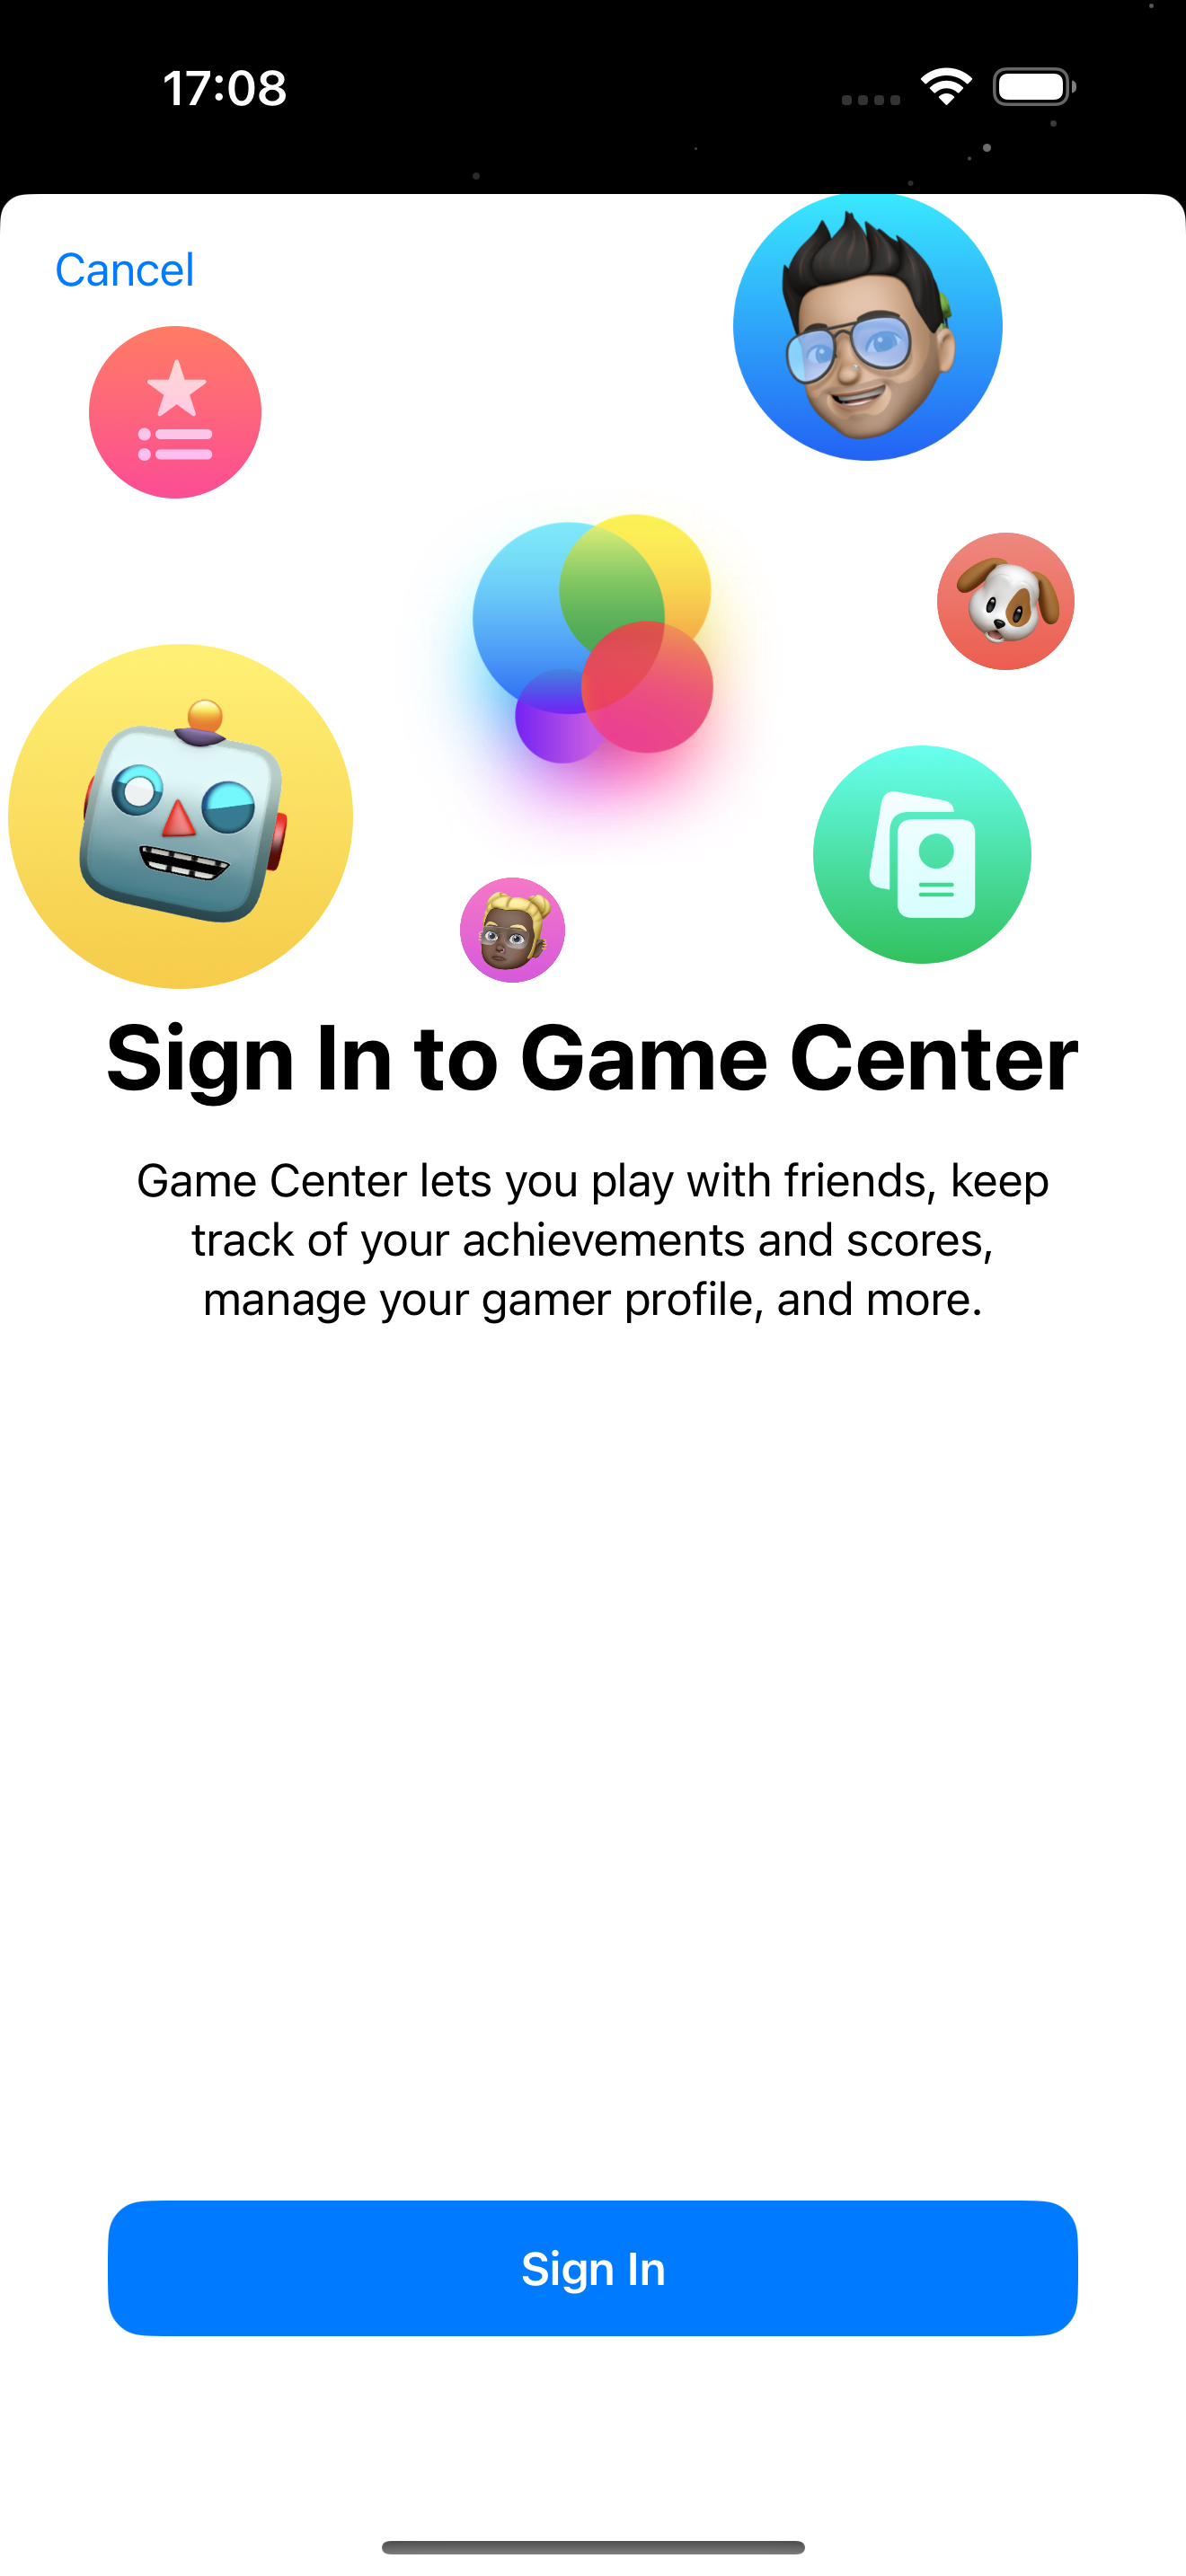 17:08
Cancel
Sign In to Game Center
Game Center lets you play with friends, keep
track of your achievements and scores,
manage your gamer profile, and more.
Sign In